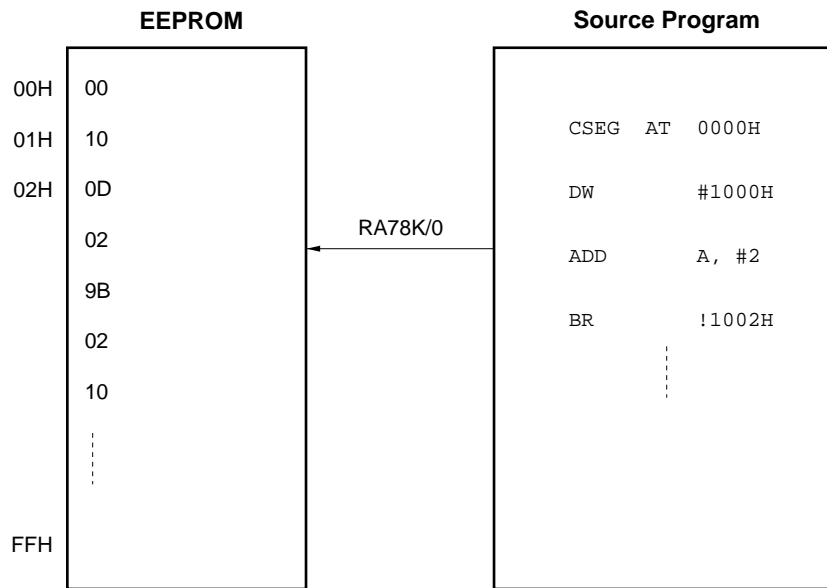 EEPROM
Source Program
00H 00
01H 10
02H 0D
02
9B
02
10
FFH
RA78K/0
CSEG AT 0000H
DW #1000H
ADD A, #2
BR !1002H